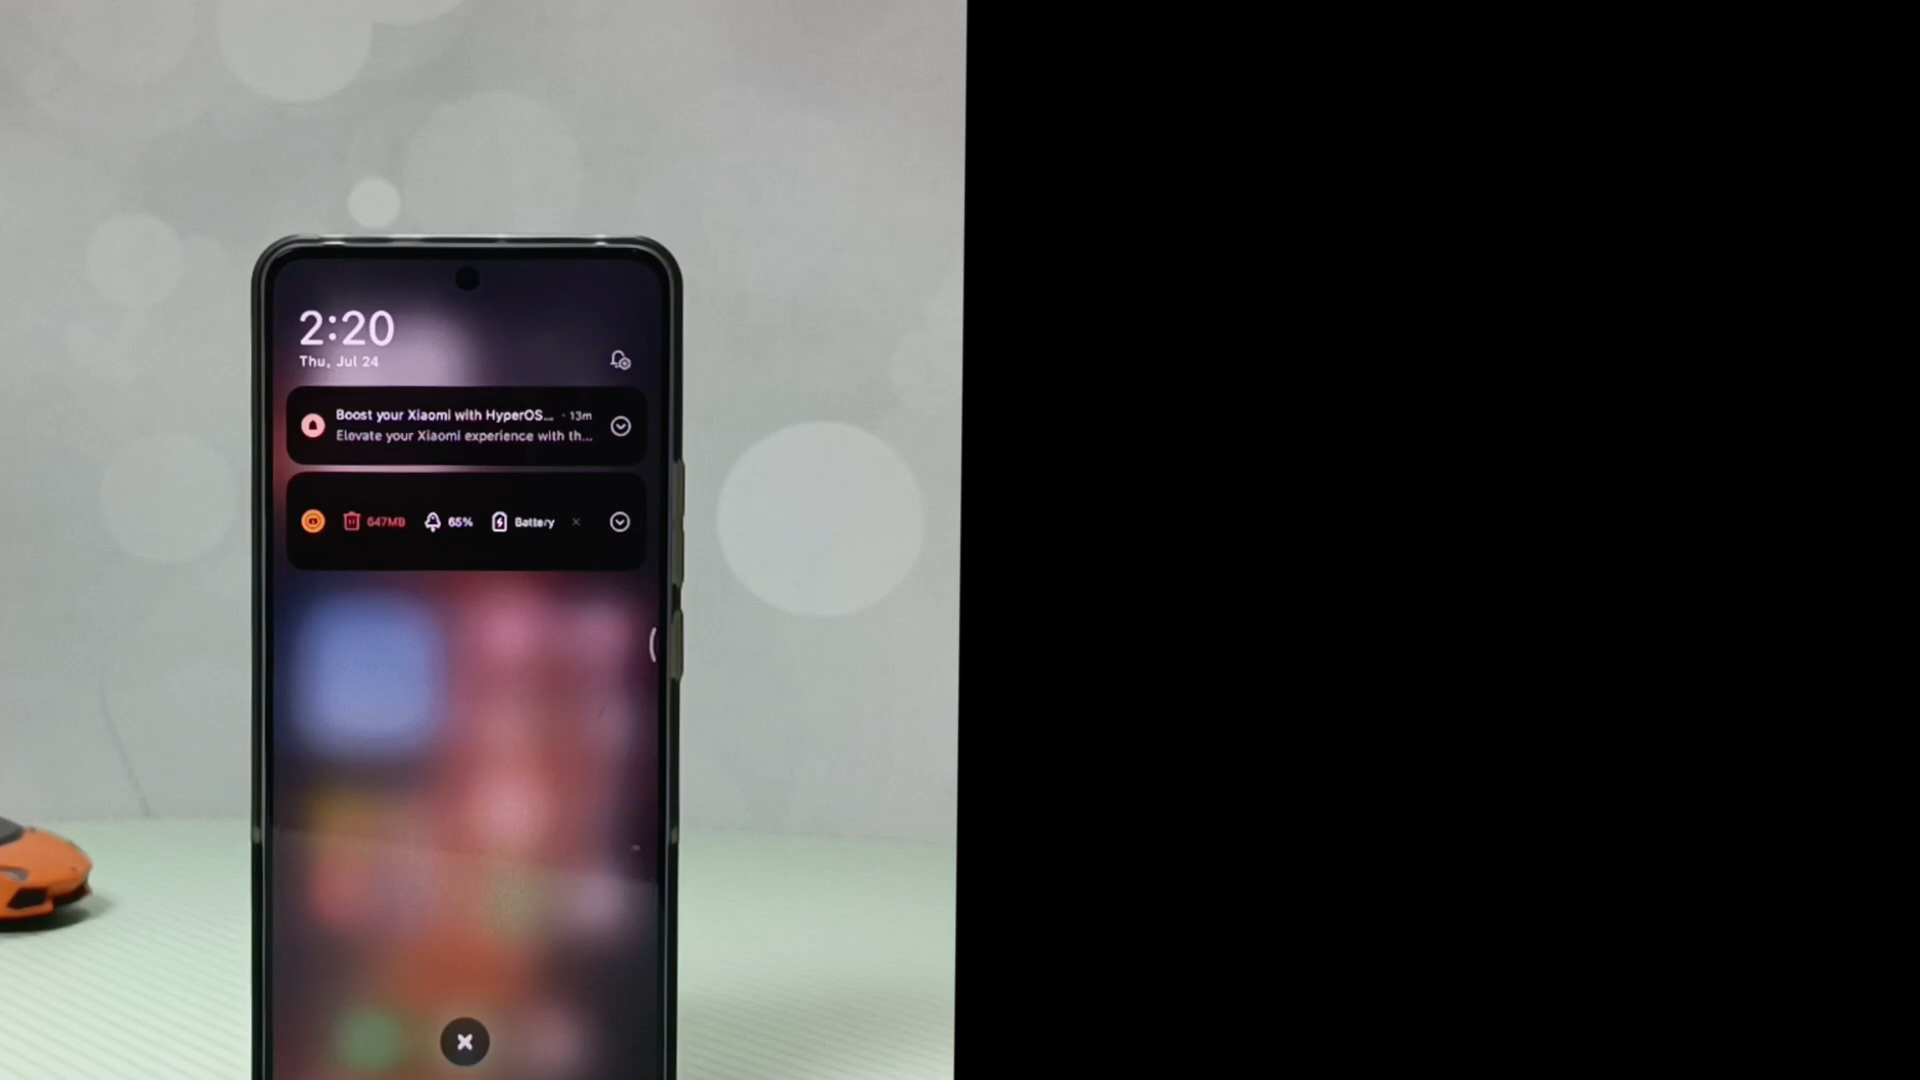 2:20
Thu, Jul 24
Boost your Xiaomi with HyperOS... • 13m
Elevate your Xiaomi experience with th...
647MB 65% Battery